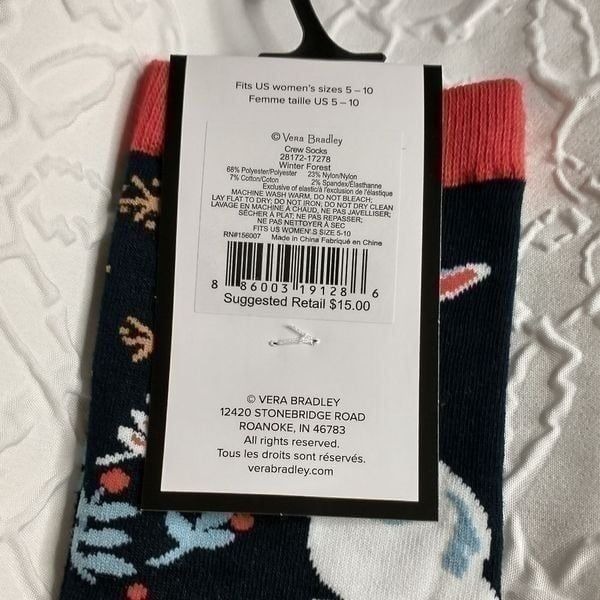 Fits US women's sizes 5 – 10
Femme taille US 5 – 10
© Vera Bradley
Crew Socks
28172-17278
Winter Forest
68% Polyester/Polyester 23% Nylon/Nylon
7% Cotton/Coton 2% Spandex/Élasthanne
Exclusive of elastic/à l'exclusion de l'élastique
MACHINE WASH WARM, DO NOT BLEACH;
LAY FLAT TO DRY; DO NOT IRON; DO NOT DRY CLEAN
LAVAGE EN MACHINE À CHAUD, NE PAS JAVELLISER;
SÉCHER À PLAT; NE PAS REPASSER;
NE PAS NETTOYER À SEC
FITS US WOMEN'S SIZE 5-10
RN#156007 Made in China Fabriqué en Chine
8 86003 19128 6
Suggested Retail $15.00
© VERA BRADLEY
12420 STONEBRIDGE ROAD
ROANOKE, IN 46783
All rights reserved.
Tous les droits sont réservés.
verabradley.com